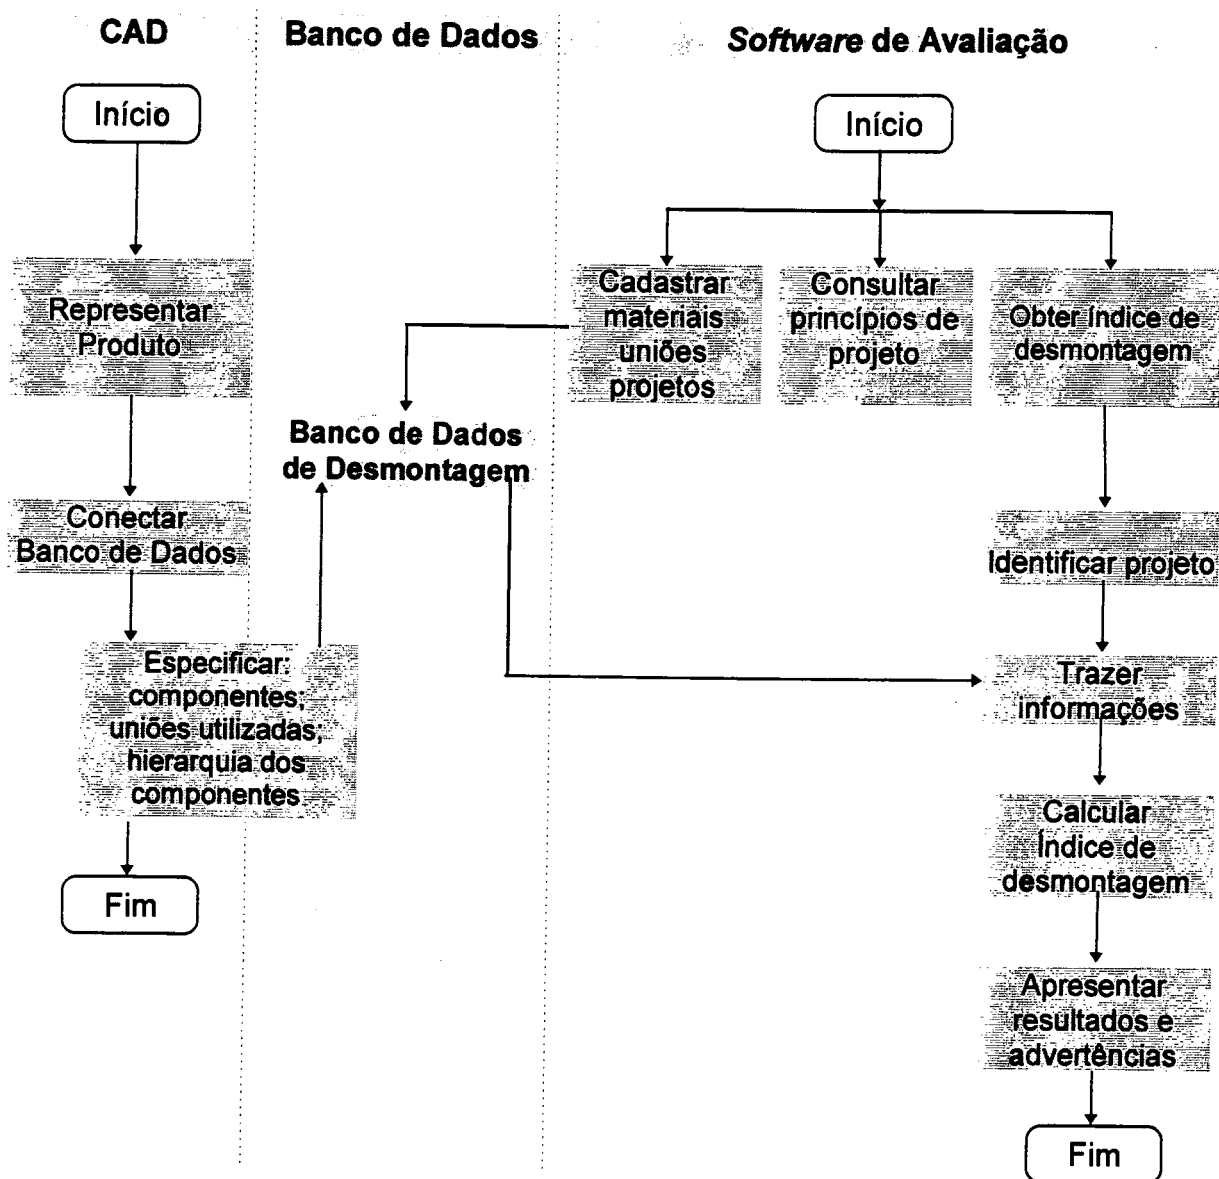 CAD
Banco de Dados
Software de Avaliação
Início
Representar
Produto
Conectar
Banco de Dados
Especificar:
componentes;
uniões utilizadas;
hierarquia dos
componentes
Fim
Banco de Dados
de Desmontagem
Início
Cadastrar
materiais
uniões
projetos
Consultar
princípios de
projeto
Obter índice de
desmontagem
Identificar projeto
Trazer
informações
Calcular
Índice de
desmontagem
Apresentar
resultados e
advertências
Fim